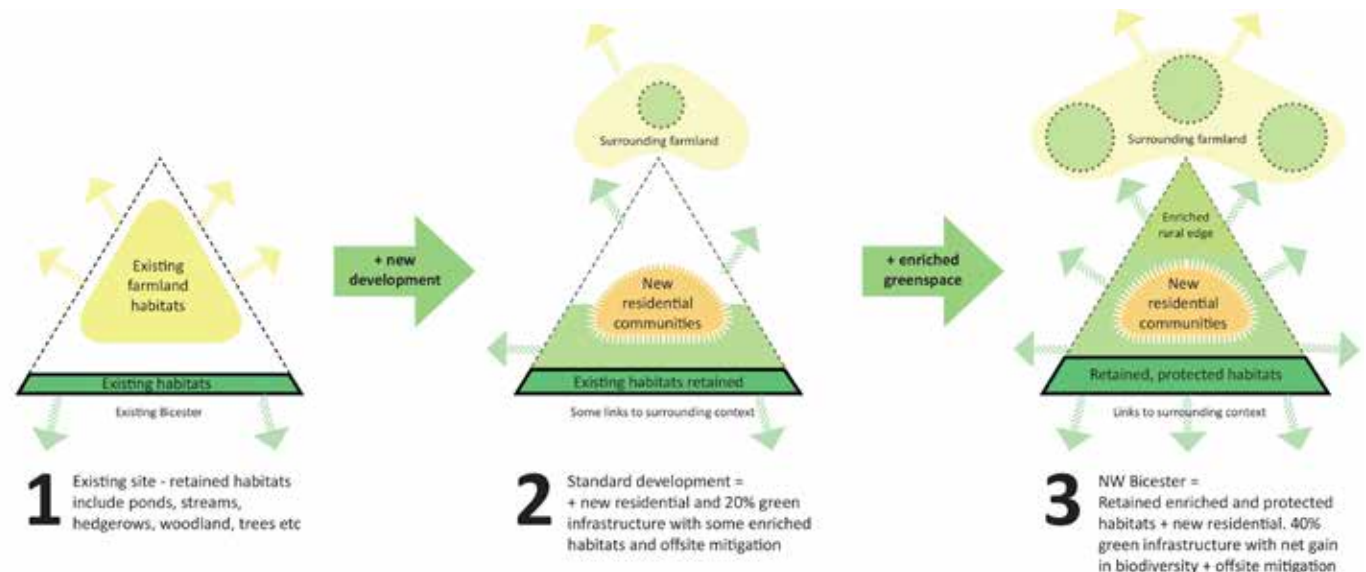 Existing
farmland
habitats
Existing habitats
Existing Bicester
1
Existing site - retained habitats
include ponds, streams,
hedgerows, woodland, trees etc
+ new
development
Surrounding farmland
New
residential
communities
Existing habitats retained
Some links to surrounding context
2
Standard development =
+ new residential and 20% green
infrastructure with some enriched
habitats and offsite mitigation
+ enriched
greenspace
Surrounding farmland
Enriched
rural edge
New
residential
communities
Retained, protected habitats
Links to surrounding context
3
NW Bicester =
Retained enriched and protected
habitats + new residential. 40%
green infrastructure with net gain
in biodiversity + offsite mitigation